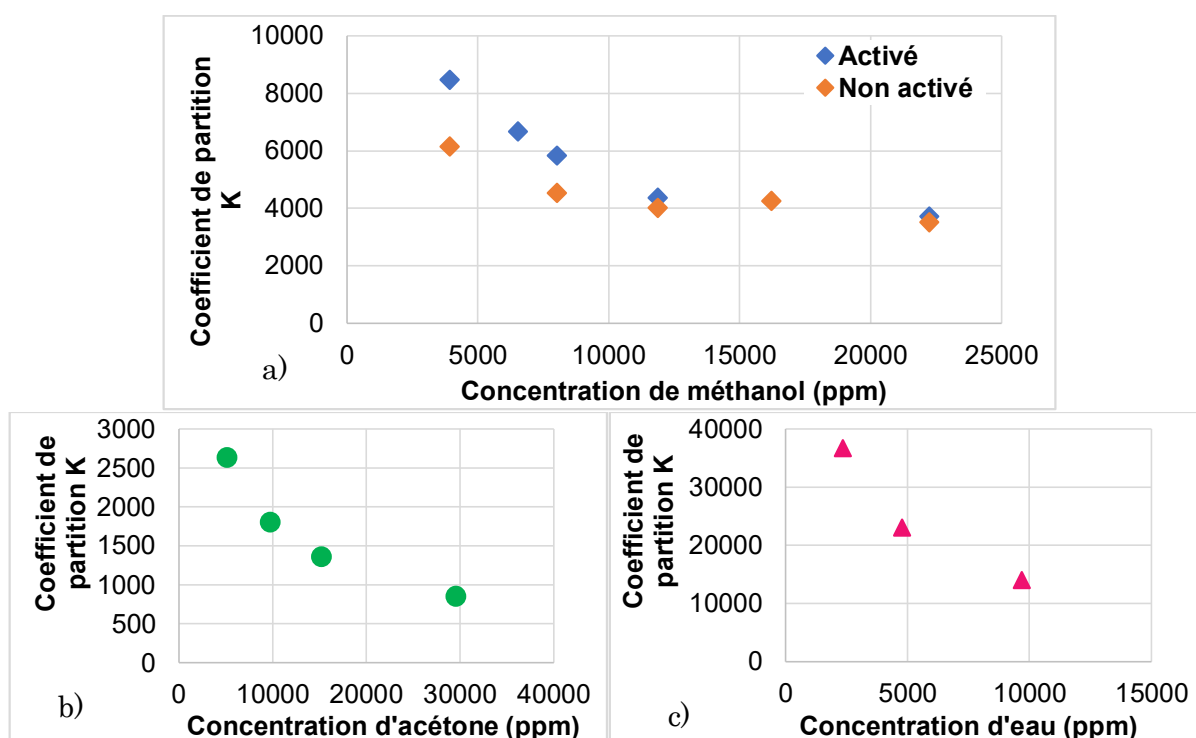 10000
8000
6000
4000
2000
0
Coefficient de partition
K
Activé
Non activé
0 5000 10000 15000 20000 25000
a)
Concentration de méthanol (ppm)
3000
2500
2000
1500
1000
500
0
Coefficient de
partition K
0 10000 20000 30000 40000
b)
Concentration d'acétone (ppm)
40000
30000
20000
10000
0
Coefficient de
partition K
0 5000 10000 15000
c)
Concentration d'eau (ppm)